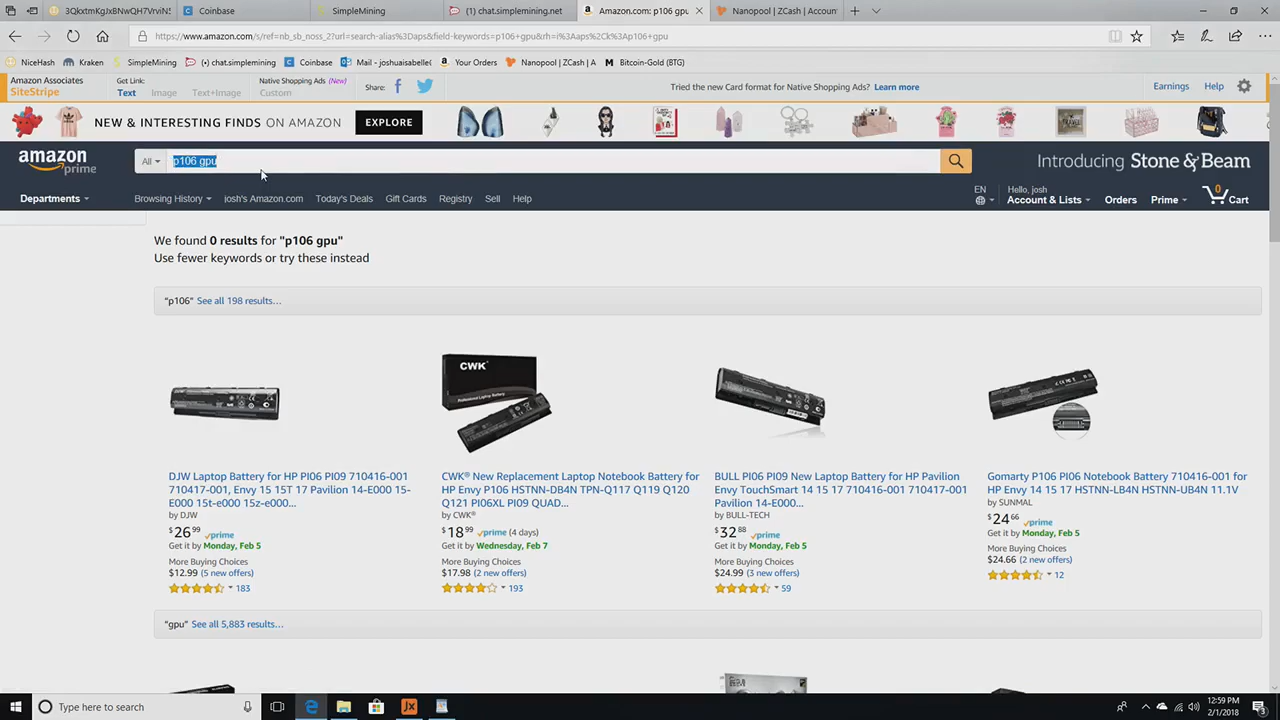 3QkxtmKgJxBNwQH7VrviN5
Coinbase
SimpleMining
(•) chat.simplemining.net
Amazon.com: p106 gpu
Nanopool | ZCash | Accoun
https://www.amazon.com/s/ref=nb_sb_noss_2?url=search-alias%3Daps&field-keywords=p106+gpu&rh=i%3Aaps%2Ck%3Ap106+gpu
NiceHash
Kraken
SimpleMining
(•) chat.simplemining
Coinbase
Mail - joshuaisabelle(
Your Orders
Nanopool | ZCash | A
Bitcoin-Gold (BTG)
Amazon Associates
SiteStripe
Get Link:
Text Image Text+Image
Native Shopping Ads (New)
Custom
Share:
Tried the new Card format for Native Shopping Ads? Learn more
Earnings
Help
NEW & INTERESTING FINDS ON AMAZON
EXPLORE
amazon
prime
All
p106 gpu
Introducing Stone & Beam
Departments
Browsing History
josh's Amazon.com
Today's Deals
Gift Cards
Registry
Sell
Help
EN
Hello, josh
Account & Lists
Orders
Prime
0
Cart
We found 0 results for "p106 gpu"
Use fewer keywords or try these instead
"p106" See all 198 results...
CWK
DJW Laptop Battery for HP PI06 PI09 710416-001
710417-001, Envy 15 15T 17 Pavilion 14-E000 15-
E000 15t-e000 15z-e000...
by DJW
$26 99 prime
Get it by Monday, Feb 5
More Buying Choices
$12.99 (5 new offers)
183
CWK® New Replacement Laptop Notebook Battery for
HP Envy P106 HSTNN-DB4N TPN-Q117 Q119 Q120
Q121 PI06XL PI09 QUAD...
by CWK®
$18 99 prime (4 days)
Get it by Wednesday, Feb 7
More Buying Choices
$17.98 (2 new offers)
193
BULL PI06 PI09 New Laptop Battery for HP Pavilion
Envy TouchSmart 14 15 17 710416-001 710417-001
Pavilion 14-E000...
by BULL-TECH
$32 88 prime
Get it by Monday, Feb 5
More Buying Choices
$24.99 (3 new offers)
59
Gomarty P106 PI06 Notebook Battery 710416-001 for
HP Envy 14 15 17 HSTNN-LB4N HSTNN-UB4N 11.1V
by SUNMAL
$24 66 prime
Get it by Monday, Feb 5
More Buying Choices
$24.66 (2 new offers)
12
"gpu" See all 5,883 results...
Type here to search
12:59 PM
2/1/2018